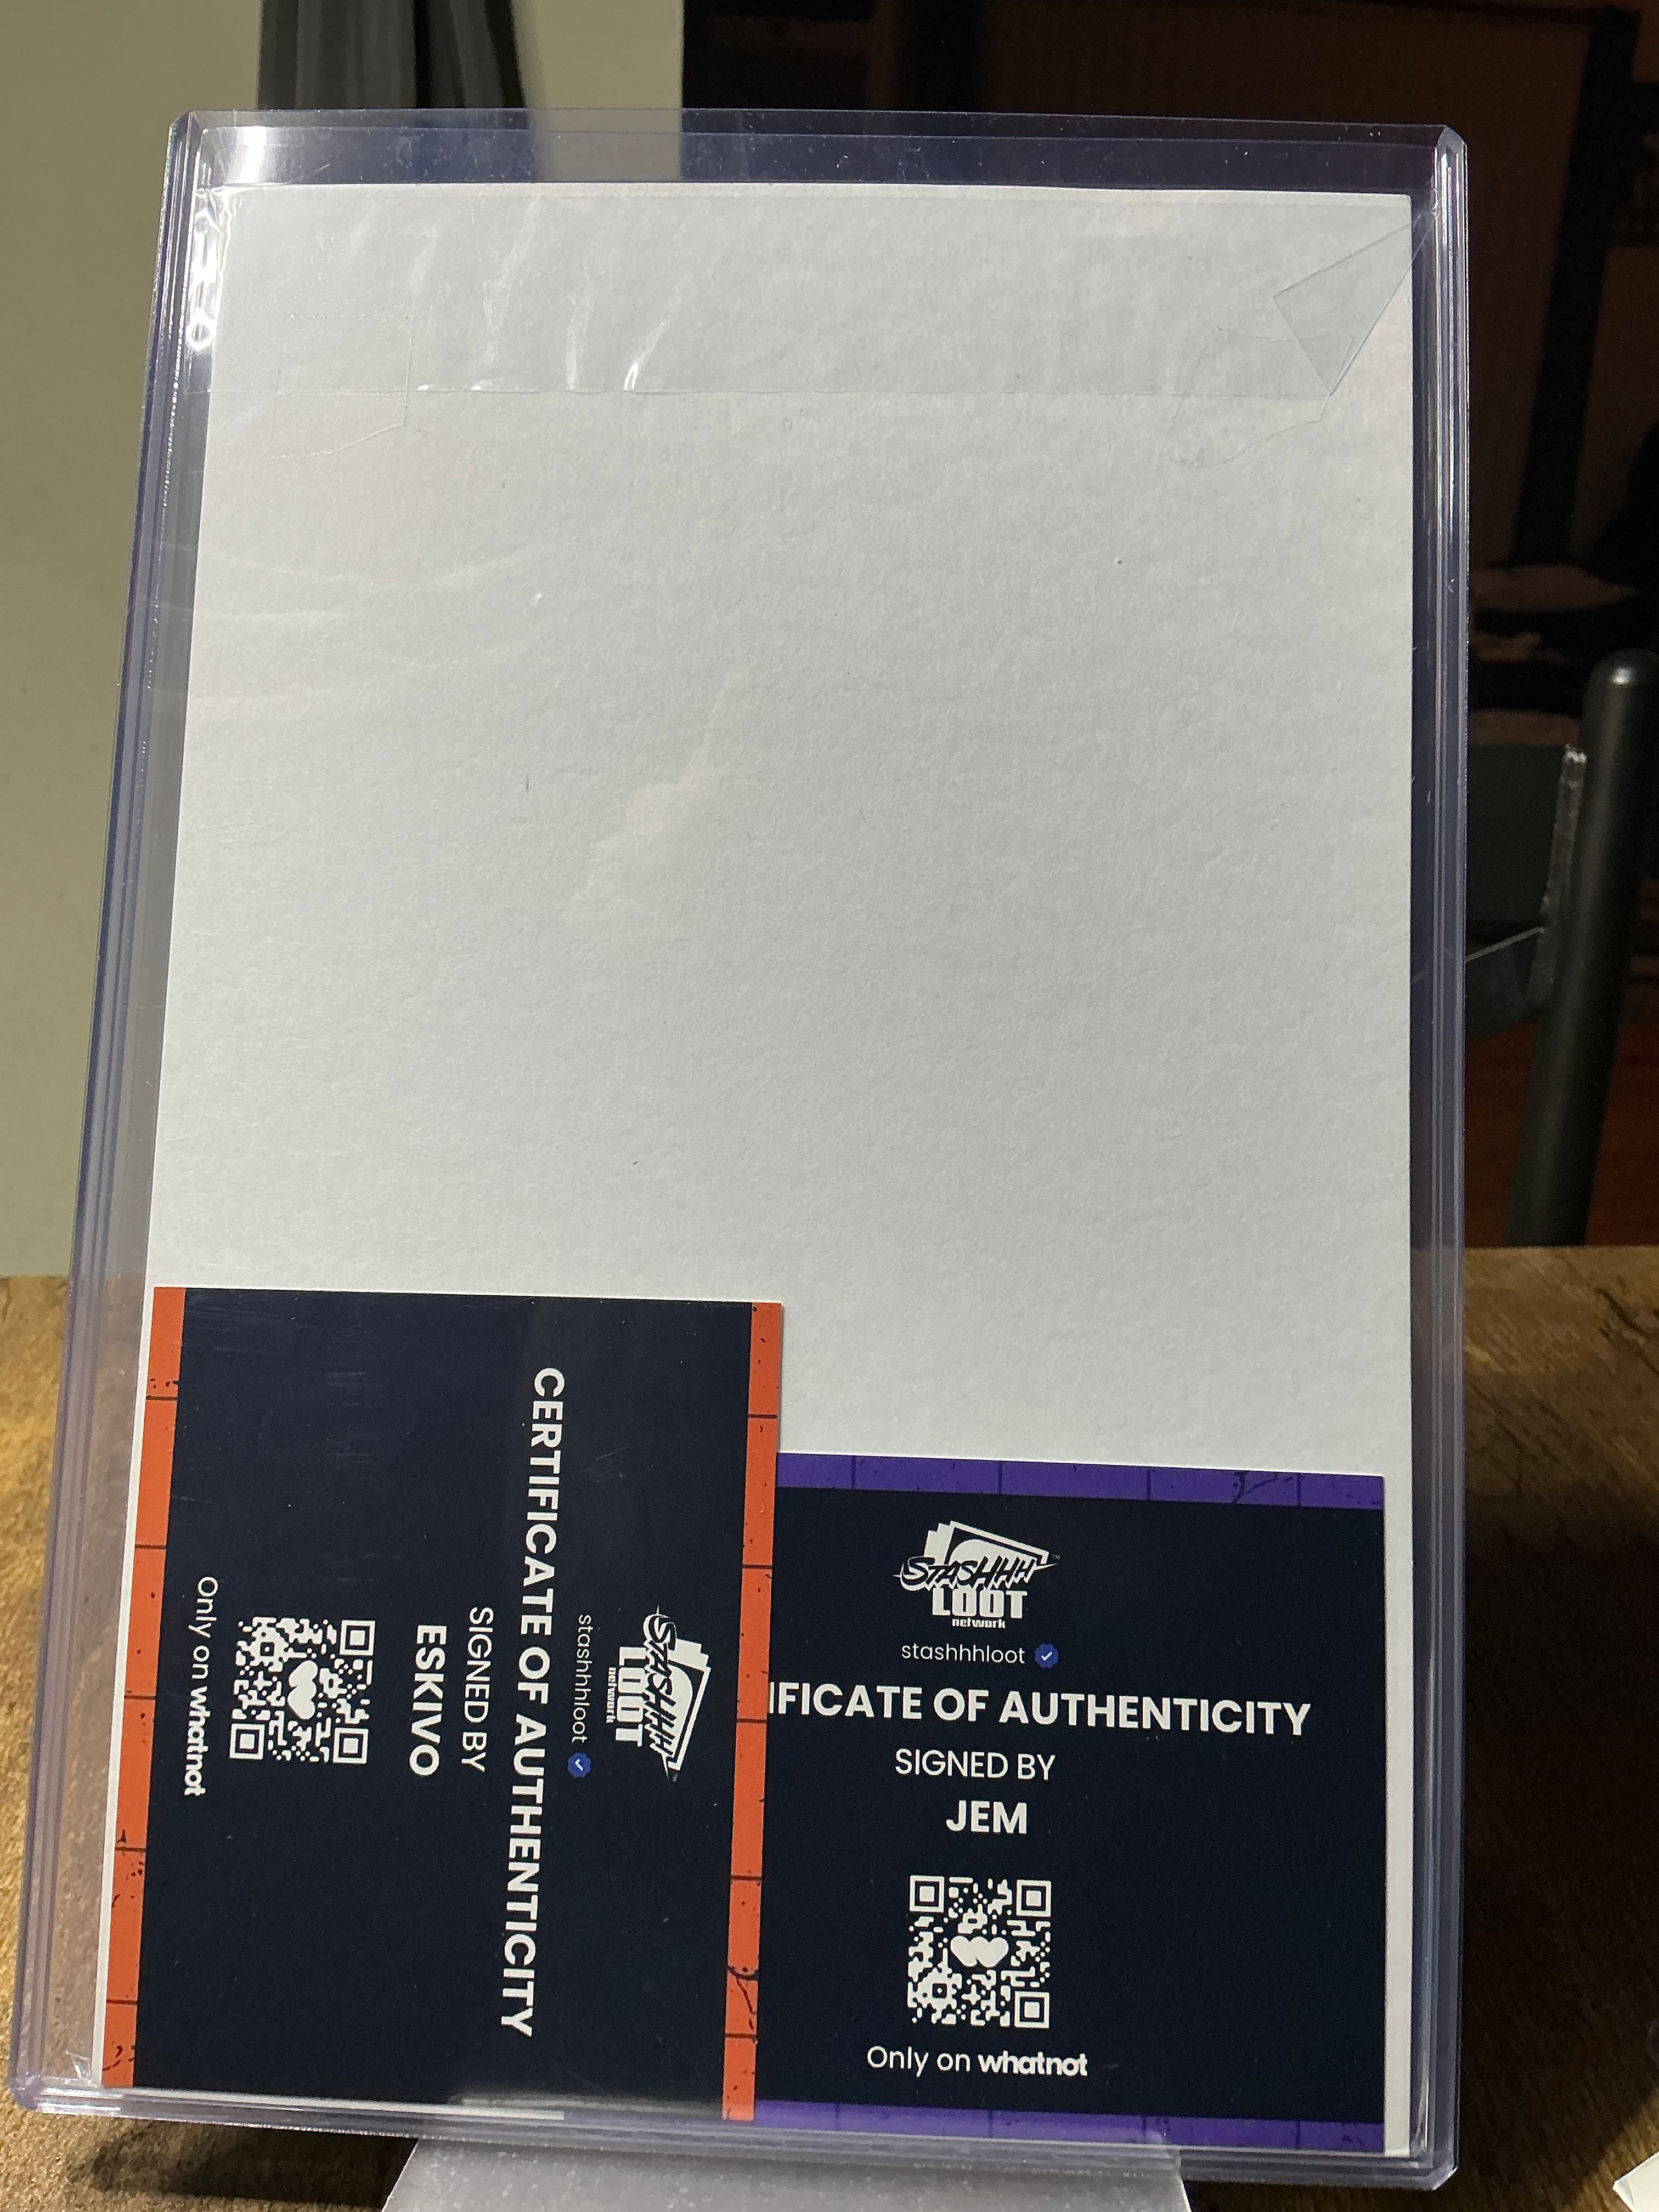 STASHHH
LOOT
network
stashhhloot
CERTIFICATE OF AUTHENTICITY
SIGNED BY
ESKIVO
Only on whatnot
STASHHH
LOOT
network
TM
stashhhloot
IFICATE OF AUTHENTICITY
SIGNED BY
JEM
Only on whatnot